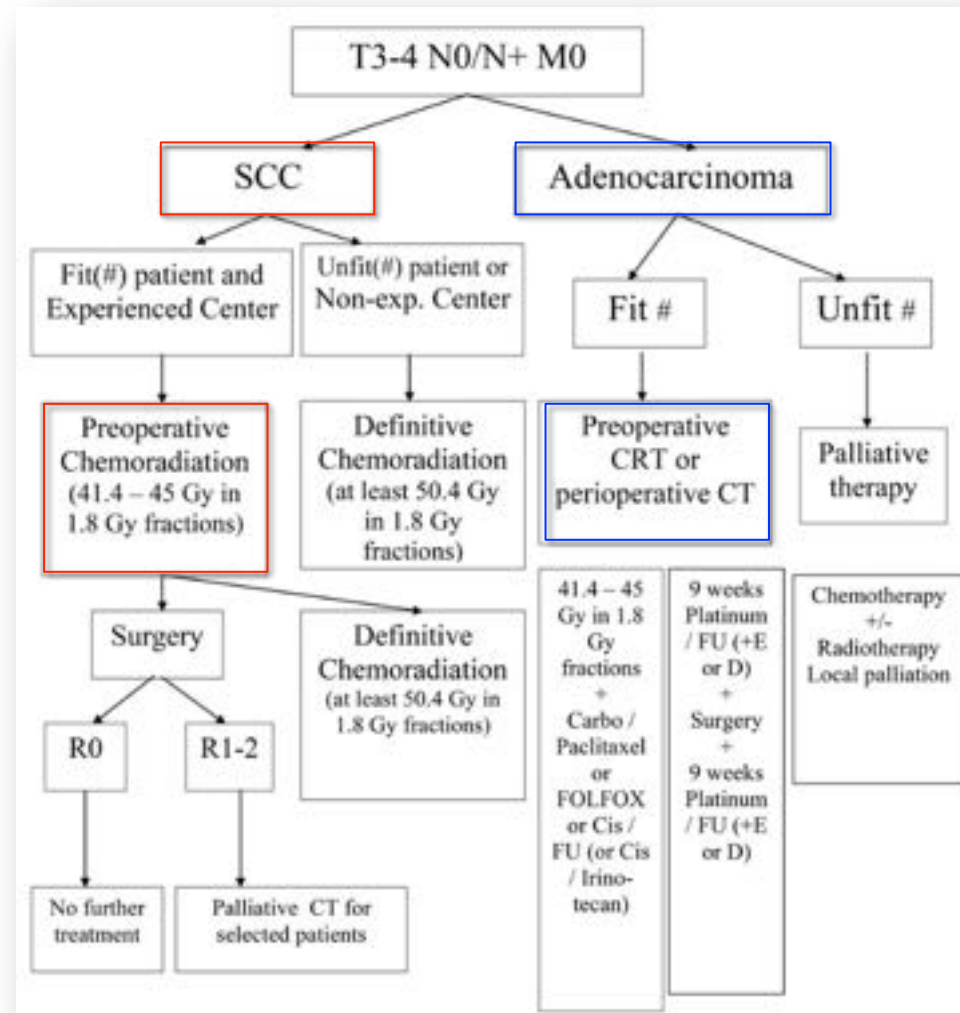 T3-4 N0/N+ M0
SCC
Adenocarcinoma
Fit(#) patient and
Experienced Center
Unfit(#) patient or
Non-exp. Center
Fit #
Unfit #
Preoperative
Chemoradiation
(41.4 – 45 Gy in
1.8 Gy fractions)
Definitive
Chemoradiation
(at least 50.4 Gy
in 1.8 Gy
fractions)
Preoperative
CRT or
perioperative CT
Palliative
therapy
Surgery
Definitive
Chemoradiation
(at least 50.4 Gy in
1.8 Gy fractions)
41.4 – 45
Gy in 1.8
Gy
fractions
+
Carbo /
Paclitaxel
or
FOLFOX
or Cis /
FU (or Cis
/ Irino-
tecan)
9 weeks
Platinum
/ FU (+E
or D)
+
Surgery
+
9 weeks
Platinum
/ FU (+E
or D)
Chemotherapy
+/-
Radiotherapy
Local palliation
R0
R1-2
No further
treatment
Palliative CT for
selected patients